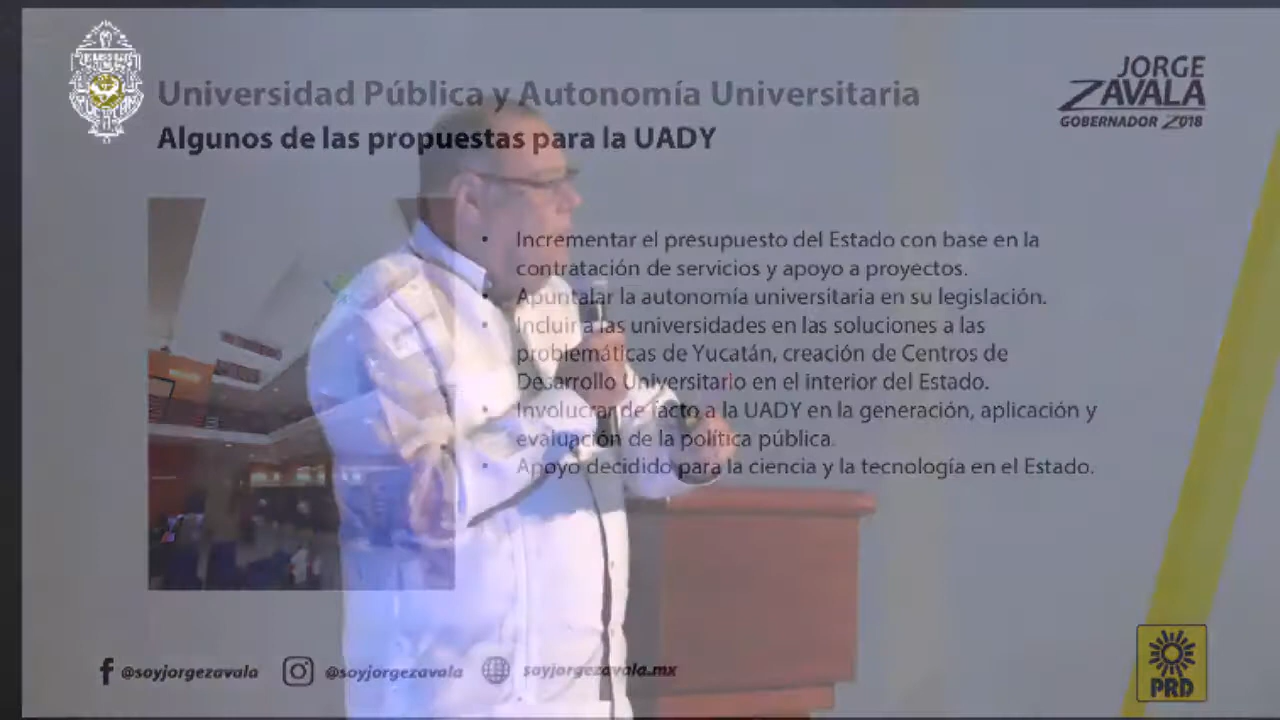 Universidad Pública y Autonomía Universitaria
Algunos de las propuestas para la UADY
JORGE
ZAVALA
GOBERNADOR 2018
• Incrementar el presupuesto del Estado con base en la
contratación de servicios y apoyo a proyectos.
• Apuntalar la autonomía universitaria en su legislación.
• Incluir a las universidades en las soluciones a las
problemáticas de Yucatán, creación de Centros de
Desarrollo Universitario en el interior del Estado.
• Involucrar de facto a la UADY en la generación, aplicación y
evaluación de la política pública.
• Apoyo decidido para la ciencia y la tecnología en el Estado.
@soyjorgezavala @soyjorgezavala soyjorgezavala.mx
PRD